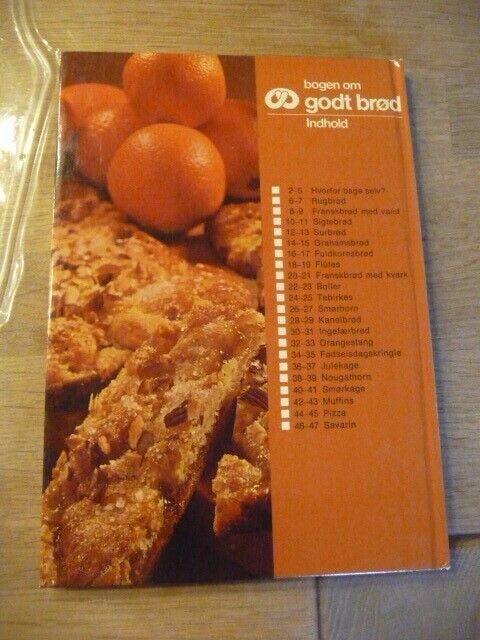 bogen om
godt brød
Indhold
2–5 Hvorfor bage selv?
6–7 Rugbrød
8–9 Franskbrød med vand
10–11 Sigtebrød
12–13 Surbrød
14–15 Grahamsbrød
16–17 Fuldkornsbrød
18–19 Flûtes
20–21 Franskbrød med kvark
22–23 Boller
24–25 Tebirkes
26–27 Smørhorn
28–29 Kanelbrød
30–31 Ingefærbrød
32–33 Orangestang
34–35 Fødselsdagskringle
36–37 Julekage
38–39 Nougathorn
40–41 Smørkage
42–43 Muffins
44–45 Pizza
46–47 Savarin